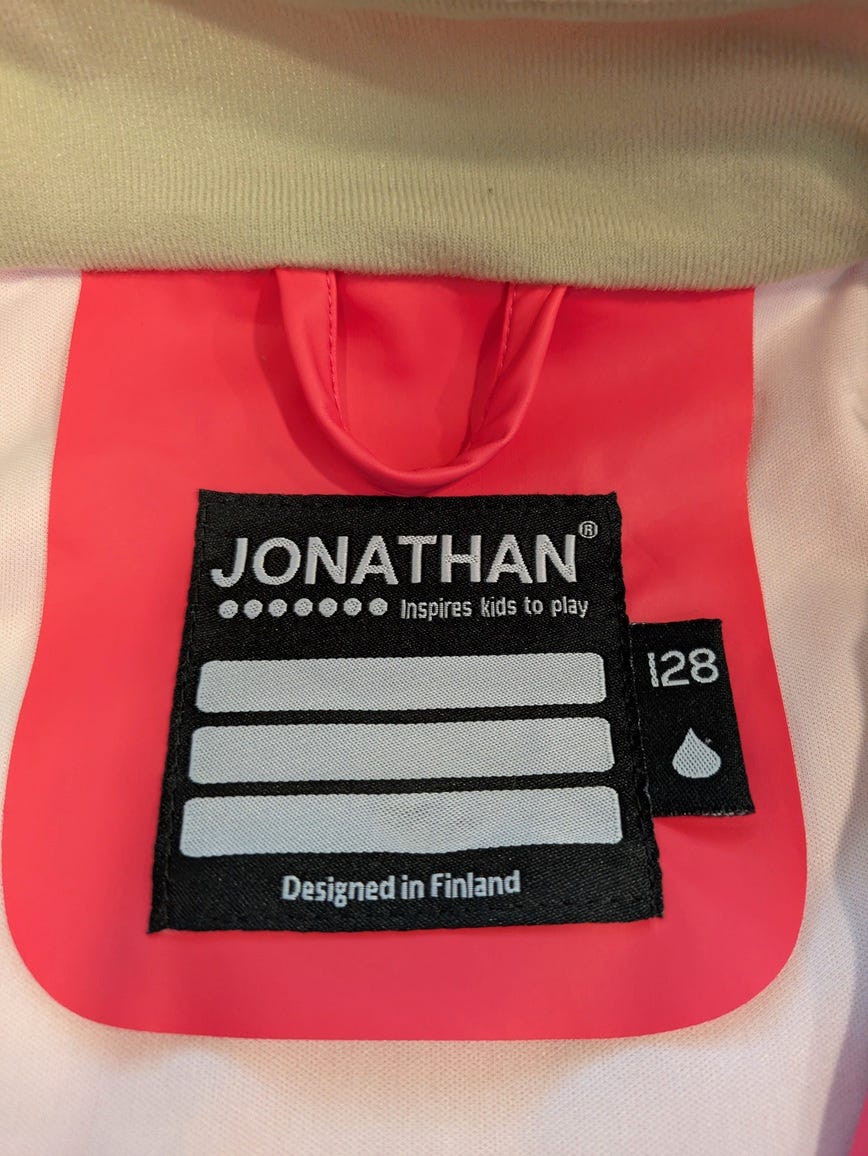 JONATHAN®
Inspires kids to play
128
Designed in Finland